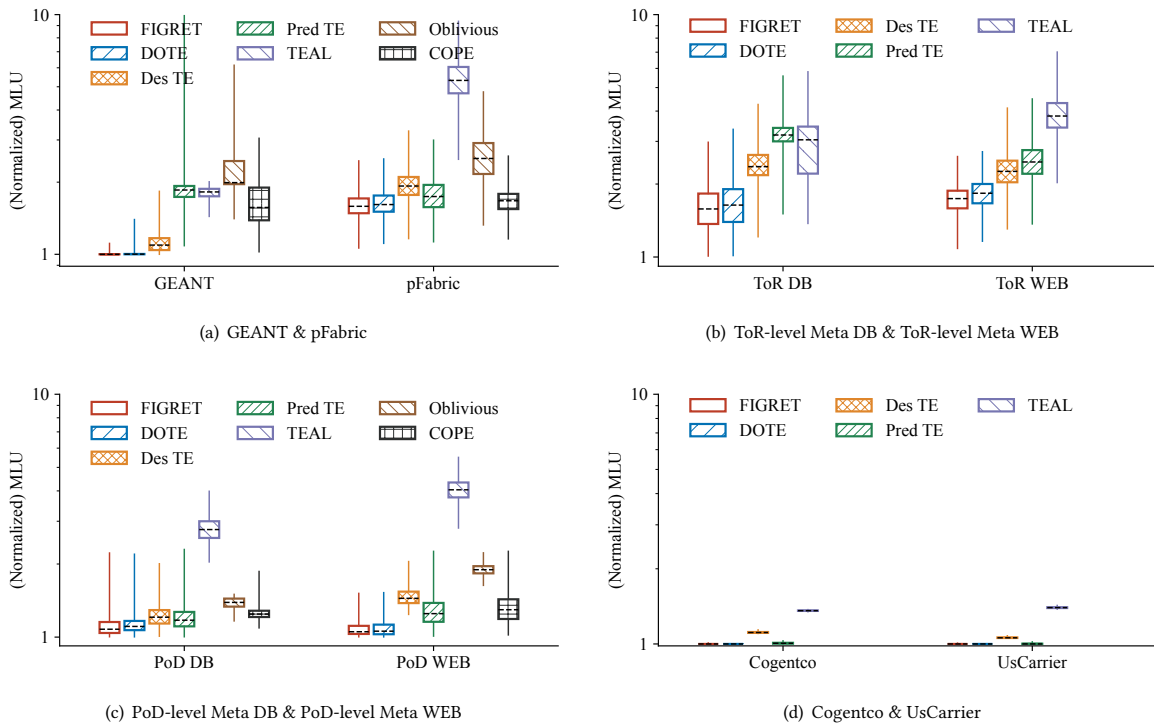 10
(Normalized) MLU
1
FIGRET
DOTE
Des TE
Pred TE
TEAL
Oblivious
COPE
GEANT
pFabric
(a) GEANT & pFabric
10
(Normalized) MLU
1
FIGRET
DOTE
Des TE
Pred TE
TEAL
ToR DB
ToR WEB
(b) ToR-level Meta DB & ToR-level Meta WEB
10
(Normalized) MLU
1
FIGRET
DOTE
Des TE
Pred TE
TEAL
Oblivious
COPE
PoD DB
PoD WEB
(c) PoD-level Meta DB & PoD-level Meta WEB
10
(Normalized) MLU
1
FIGRET
DOTE
Des TE
Pred TE
TEAL
Cogentco
UsCarrier
(d) Cogentco & UsCarrier